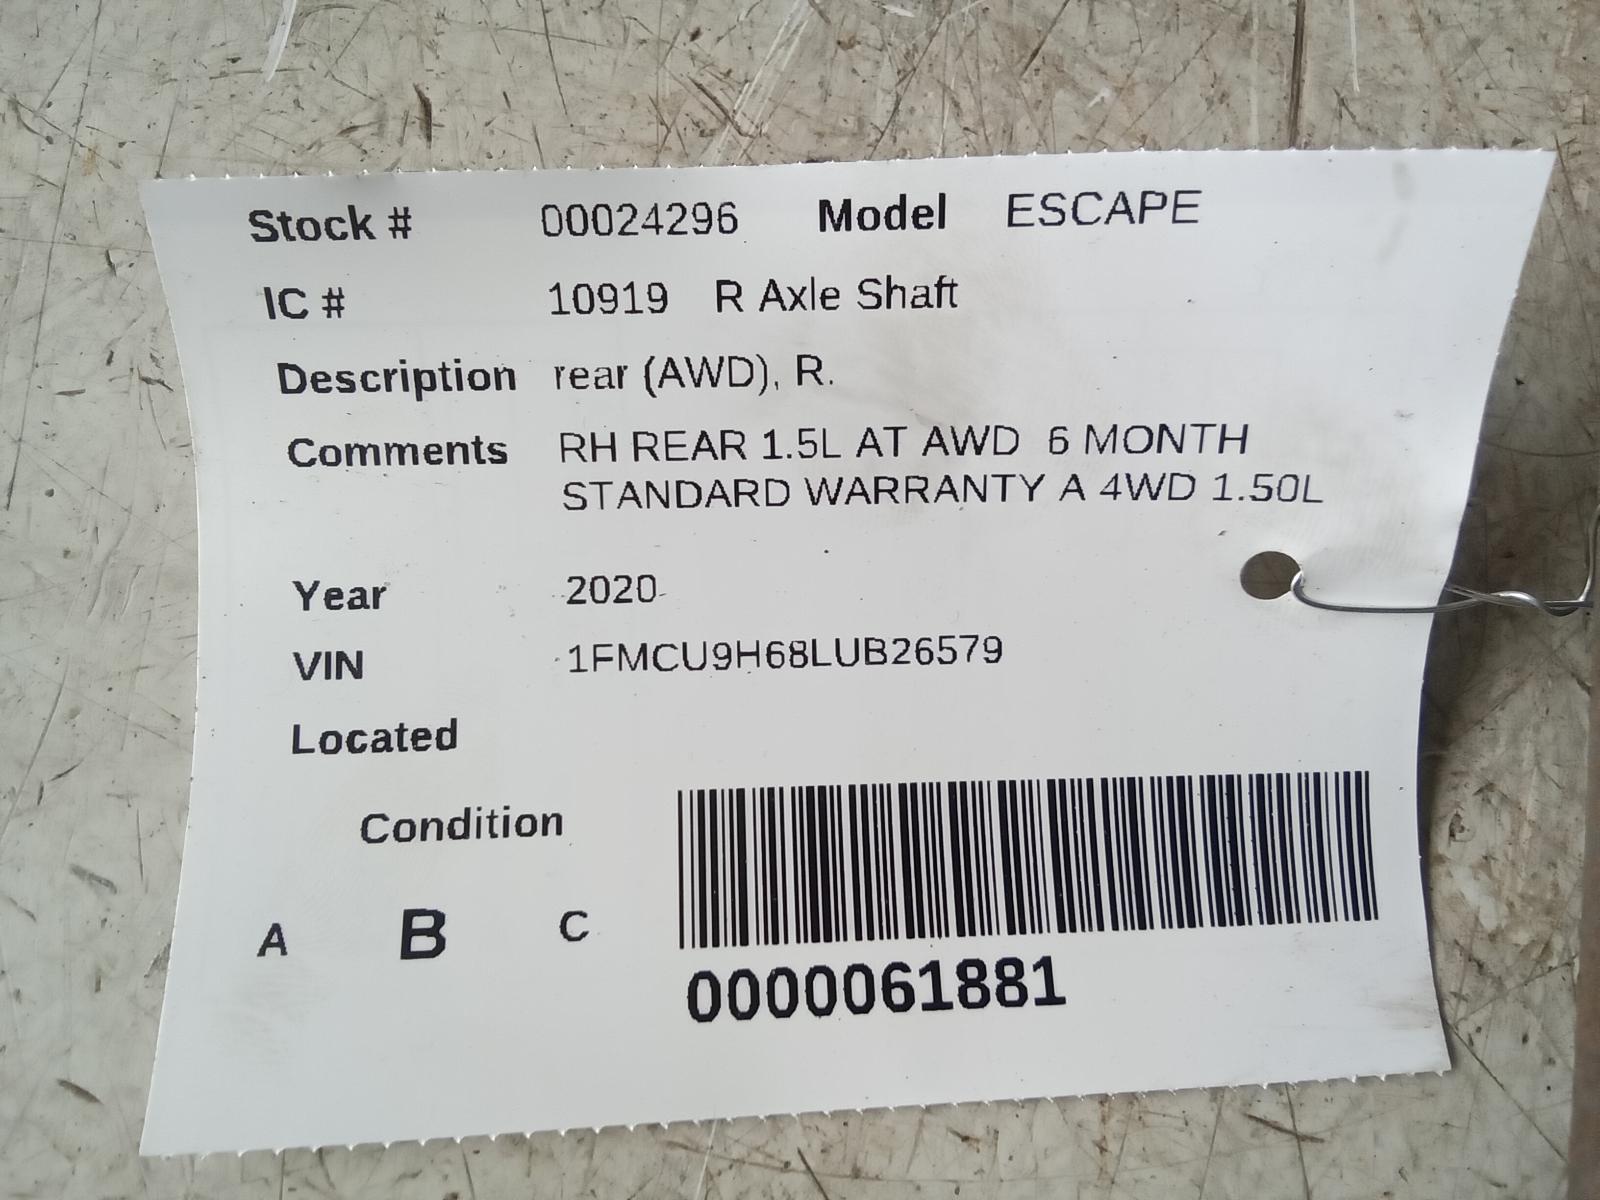 Stock # 00024296 Model ESCAPE
IC # 10919 R Axle Shaft
Description rear (AWD), R.
Comments RH REAR 1.5L AT AWD 6 MONTH
STANDARD WARRANTY A 4WD 1.50L
Year 2020
VIN 1FMCU9H68LUB26579
Located
Condition
A B C
0000061881